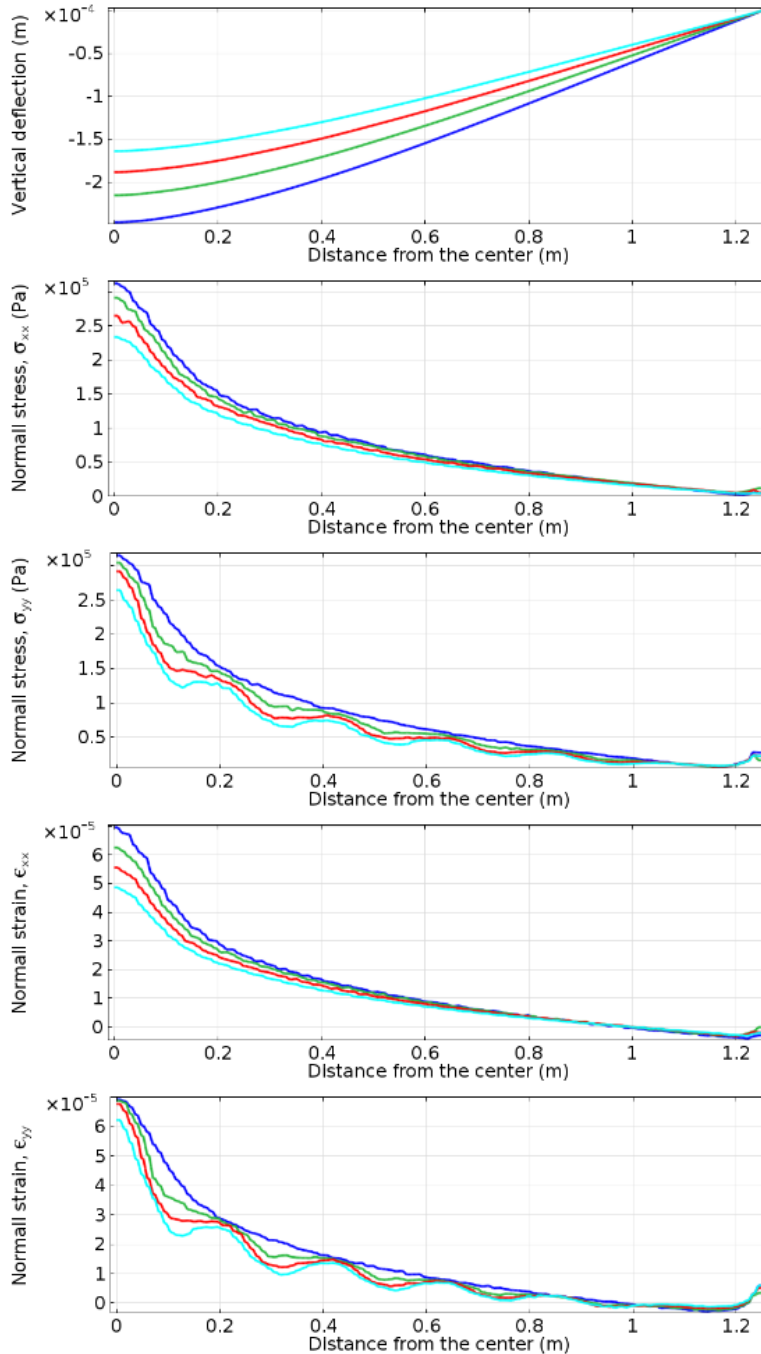 ×10⁻⁴
Vertical deflection (m)
-0.5
-1
-1.5
-2
0 0.2 0.4 0.6 0.8 1 1.2
Distance from the center (m)
×10⁵
Normall stress, σxx (Pa)
2.5
2
1.5
1
0.5
0
0 0.2 0.4 0.6 0.8 1 1.2
Distance from the center (m)
×10⁵
Normall stress, σyy (Pa)
2.5
2
1.5
1
0.5
0 0.2 0.4 0.6 0.8 1 1.2
Distance from the center (m)
×10⁻⁵
Normall strain, ϵxx
6
5
4
3
2
1
0
0 0.2 0.4 0.6 0.8 1 1.2
Distance from the center (m)
×10⁻⁵
Normall strain, ϵyy
6
5
4
3
2
1
0
0 0.2 0.4 0.6 0.8 1 1.2
Distance from the center (m)